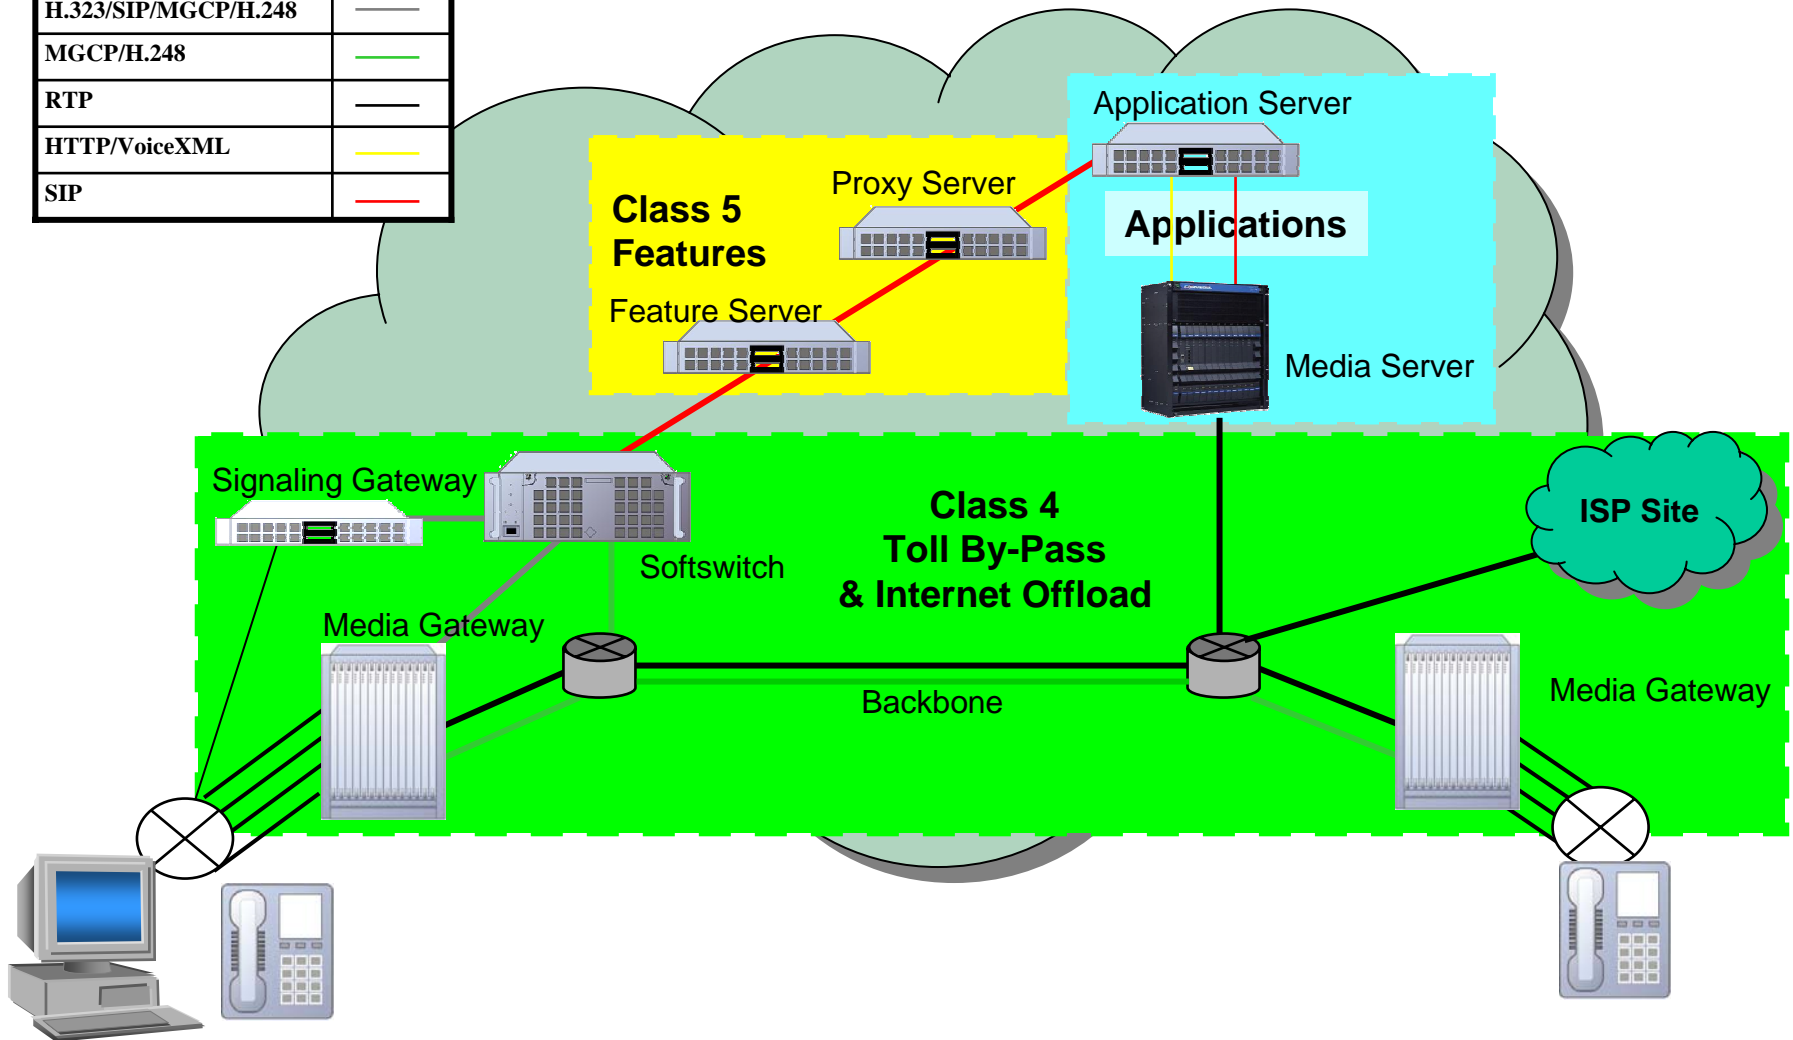 H.323/SIP/MGCP/H.248
MGCP/H.248
RTP
HTTP/VoiceXML
SIP
Application Server
Proxy Server
Class 5
Features
Applications
Feature Server
Media Server
Signaling Gateway
Class 4
Toll By-Pass
& Internet Offload
ISP Site
Softswitch
Media Gateway
Backbone
Media Gateway